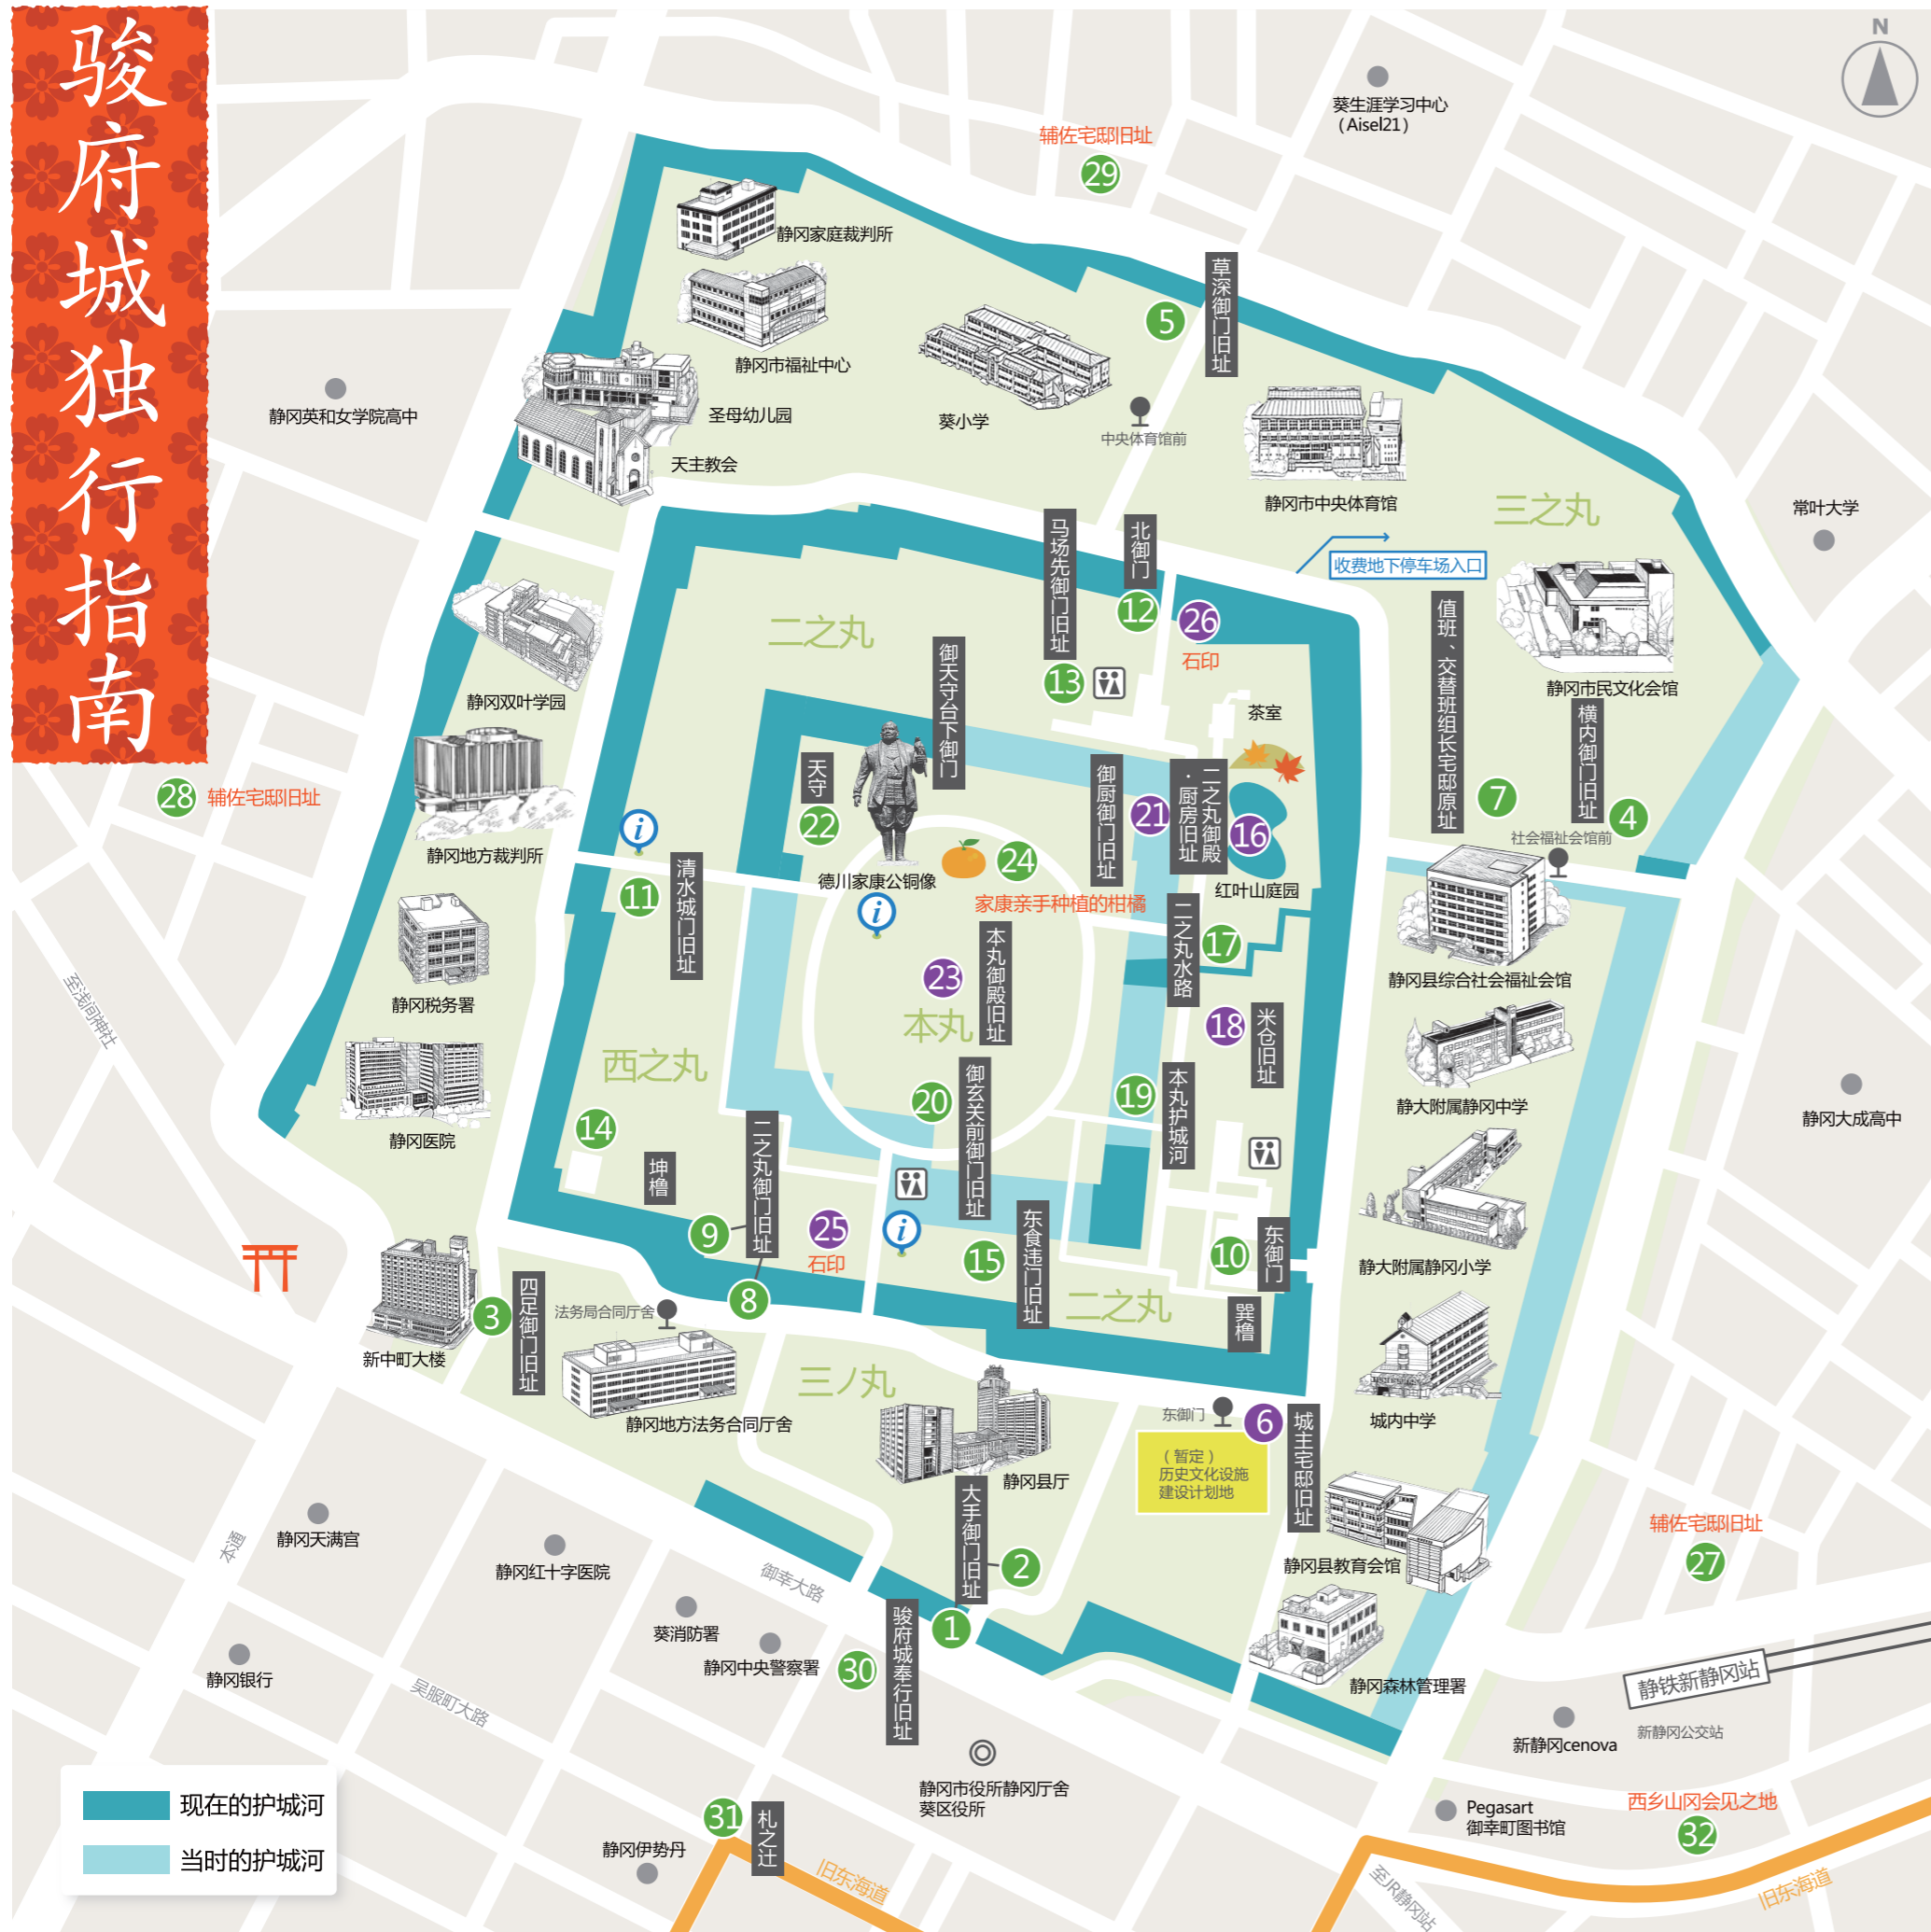 骏府城独行指南
N
葵生涯学习中心
（Aisel21）
辅佐宅邸旧址
29
静冈家庭裁判所
静冈市福祉中心
圣母幼儿园
天主教会
葵小学
5
草深御门旧址
中央体育馆前
静冈市中央体育馆
三之丸
常叶大学
静冈英和女学院高中
收费地下停车场入口
马场先御门旧址
北御门
12
26
石印
13
值班、交替班组长宅邸原址
静冈市民文化会馆
横内御门旧址
7
4
社会福祉会馆前
静冈双叶学园
二之丸
御天守台下御门
天守
22
茶室
28
辅佐宅邸旧址
静冈地方裁判所
i
11
清水城门旧址
德川家康公铜像
i
24
家康亲手种植的柑橘
御厨御门旧址
21
二之丸御殿
・厨房旧址
16
红叶山庭园
二之丸水路
17
静冈县综合社会福祉会馆
静冈税务署
至浅间神社
23
本丸御殿旧址
本丸
18
米仓旧址
西之丸
静大附属静冈中学
静冈大成高中
静冈医院
14
坤橹
二之丸御门旧址
9
8
25
石印
20
御玄关前御门旧址
19
本丸护城河
i
15
东食违门旧址
10
东御门
二之丸
巽橹
静大附属静冈小学
新中町大楼
3
四足御门旧址
法务局合同厅舍
静冈地方法务合同厅舍
三ノ丸
静冈县厅
东御门
6
城主宅邸旧址
（暂定）
历史文化设施
建设计划地
城内中学
大手御门旧址
2
1
静冈县教育会馆
静冈森林管理署
辅佐宅邸旧址
27
本通
静冈天满宫
静冈红十字医院
御幸大路
葵消防署
静冈中央警察署
30
骏府城奉行旧址
静冈银行
吴服町大路
静铁新静冈站
新静冈公交站
新静冈cenova
静冈市役所静冈厅舍
葵区役所
Pegasart
御幸町图书馆
西乡山冈会见之地
32
现在的护城河
当时的护城河
31
札之辻
静冈伊势丹
旧东海道
至JR静冈站
旧东海道